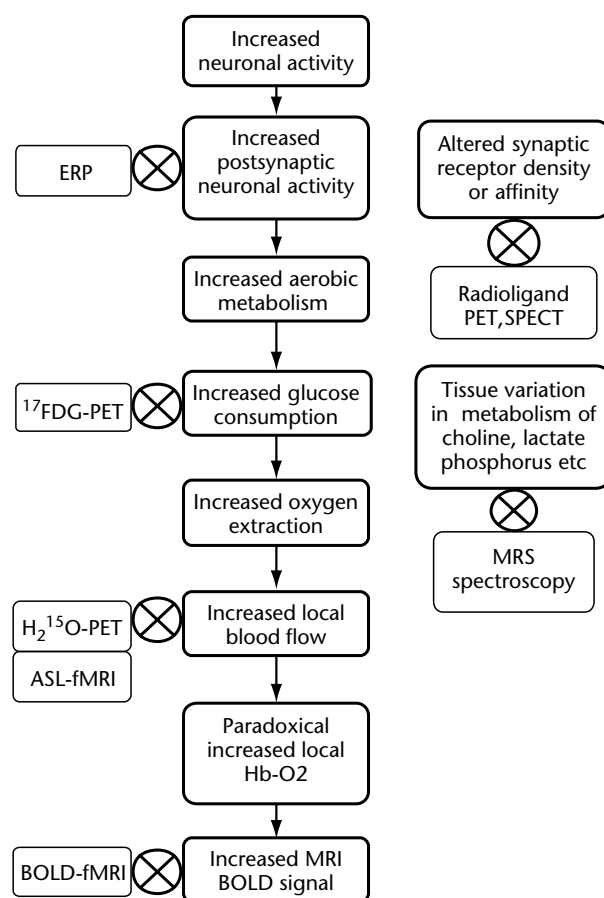 Increased
neuronal activity
Increased
postsynaptic
neuronal activity
ERP
Altered synaptic
receptor density
or affinity
Increased aerobic
metabolism
Radioligand
PET,SPECT
¹⁷FDG-PET
Increased glucose
consumption
Tissue variation
in metabolism of
choline, lactate
phosphorus etc
Increased oxygen
extraction
MRS
spectroscopy
H₂¹⁵O-PET
ASL-fMRI
Increased local
blood flow
Paradoxical
increased local
Hb-O2
BOLD-fMRI
Increased MRI
BOLD signal